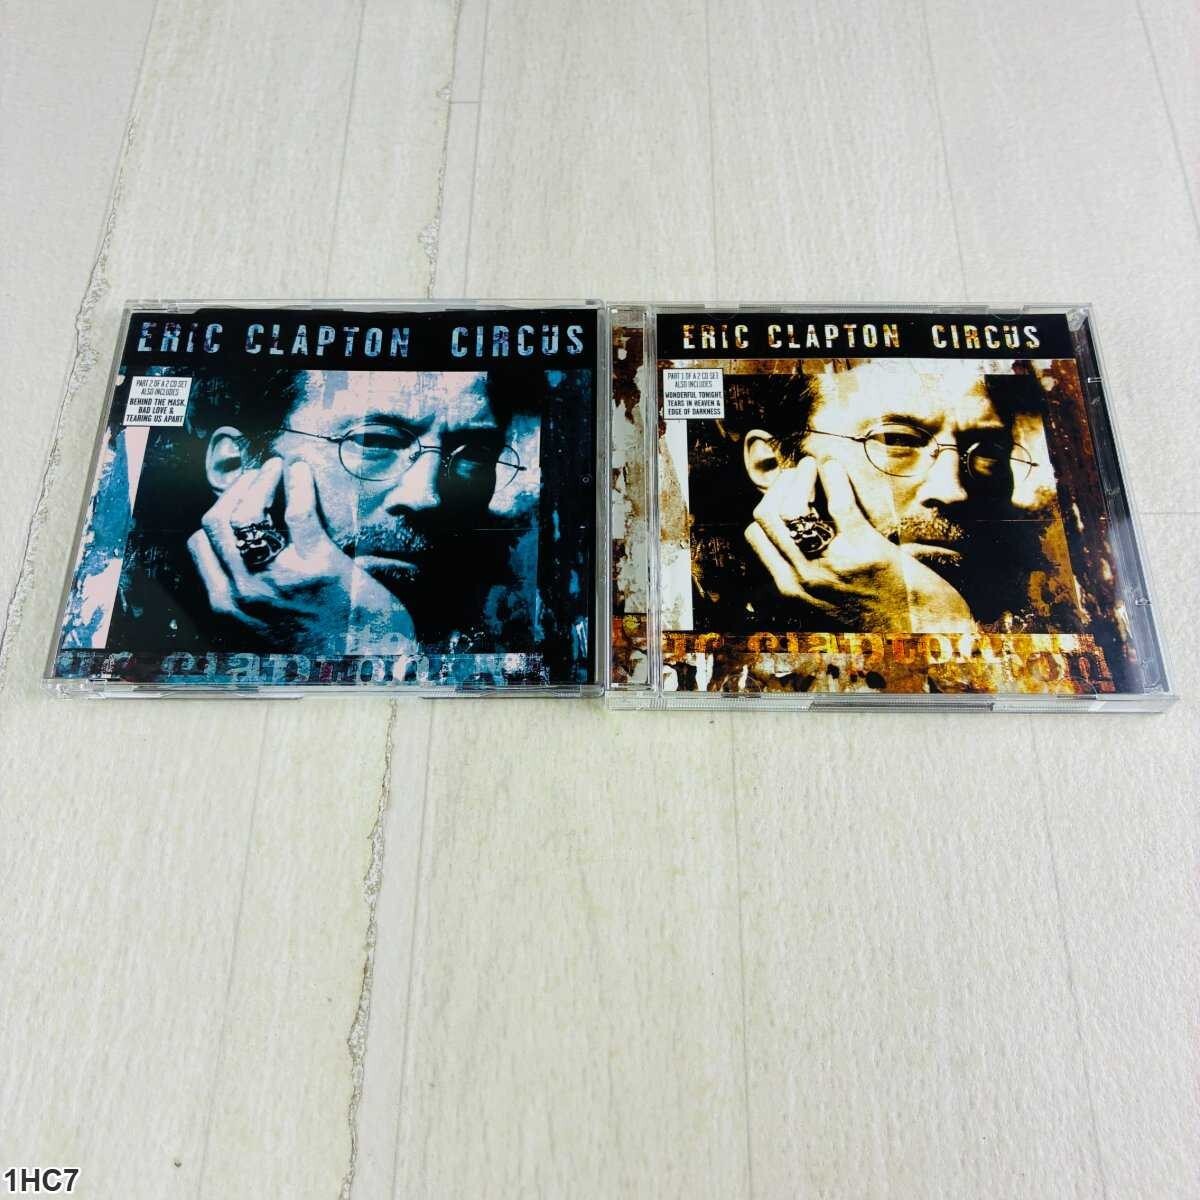 ERIC CLAPTON CIRCUS
PART 2 OF A 2 CD SET
ALSO INCLUDES
BEHIND THE MASK,
BAD LOVE &
TEARING US APART
ERIC CLAPTON CIRCUS
PART 1 OF A 2 CD SET
ALSO INCLUDES
WONDERFUL TONIGHT,
TEARS IN HEAVEN &
EDGE OF DARKNESS
1HC7